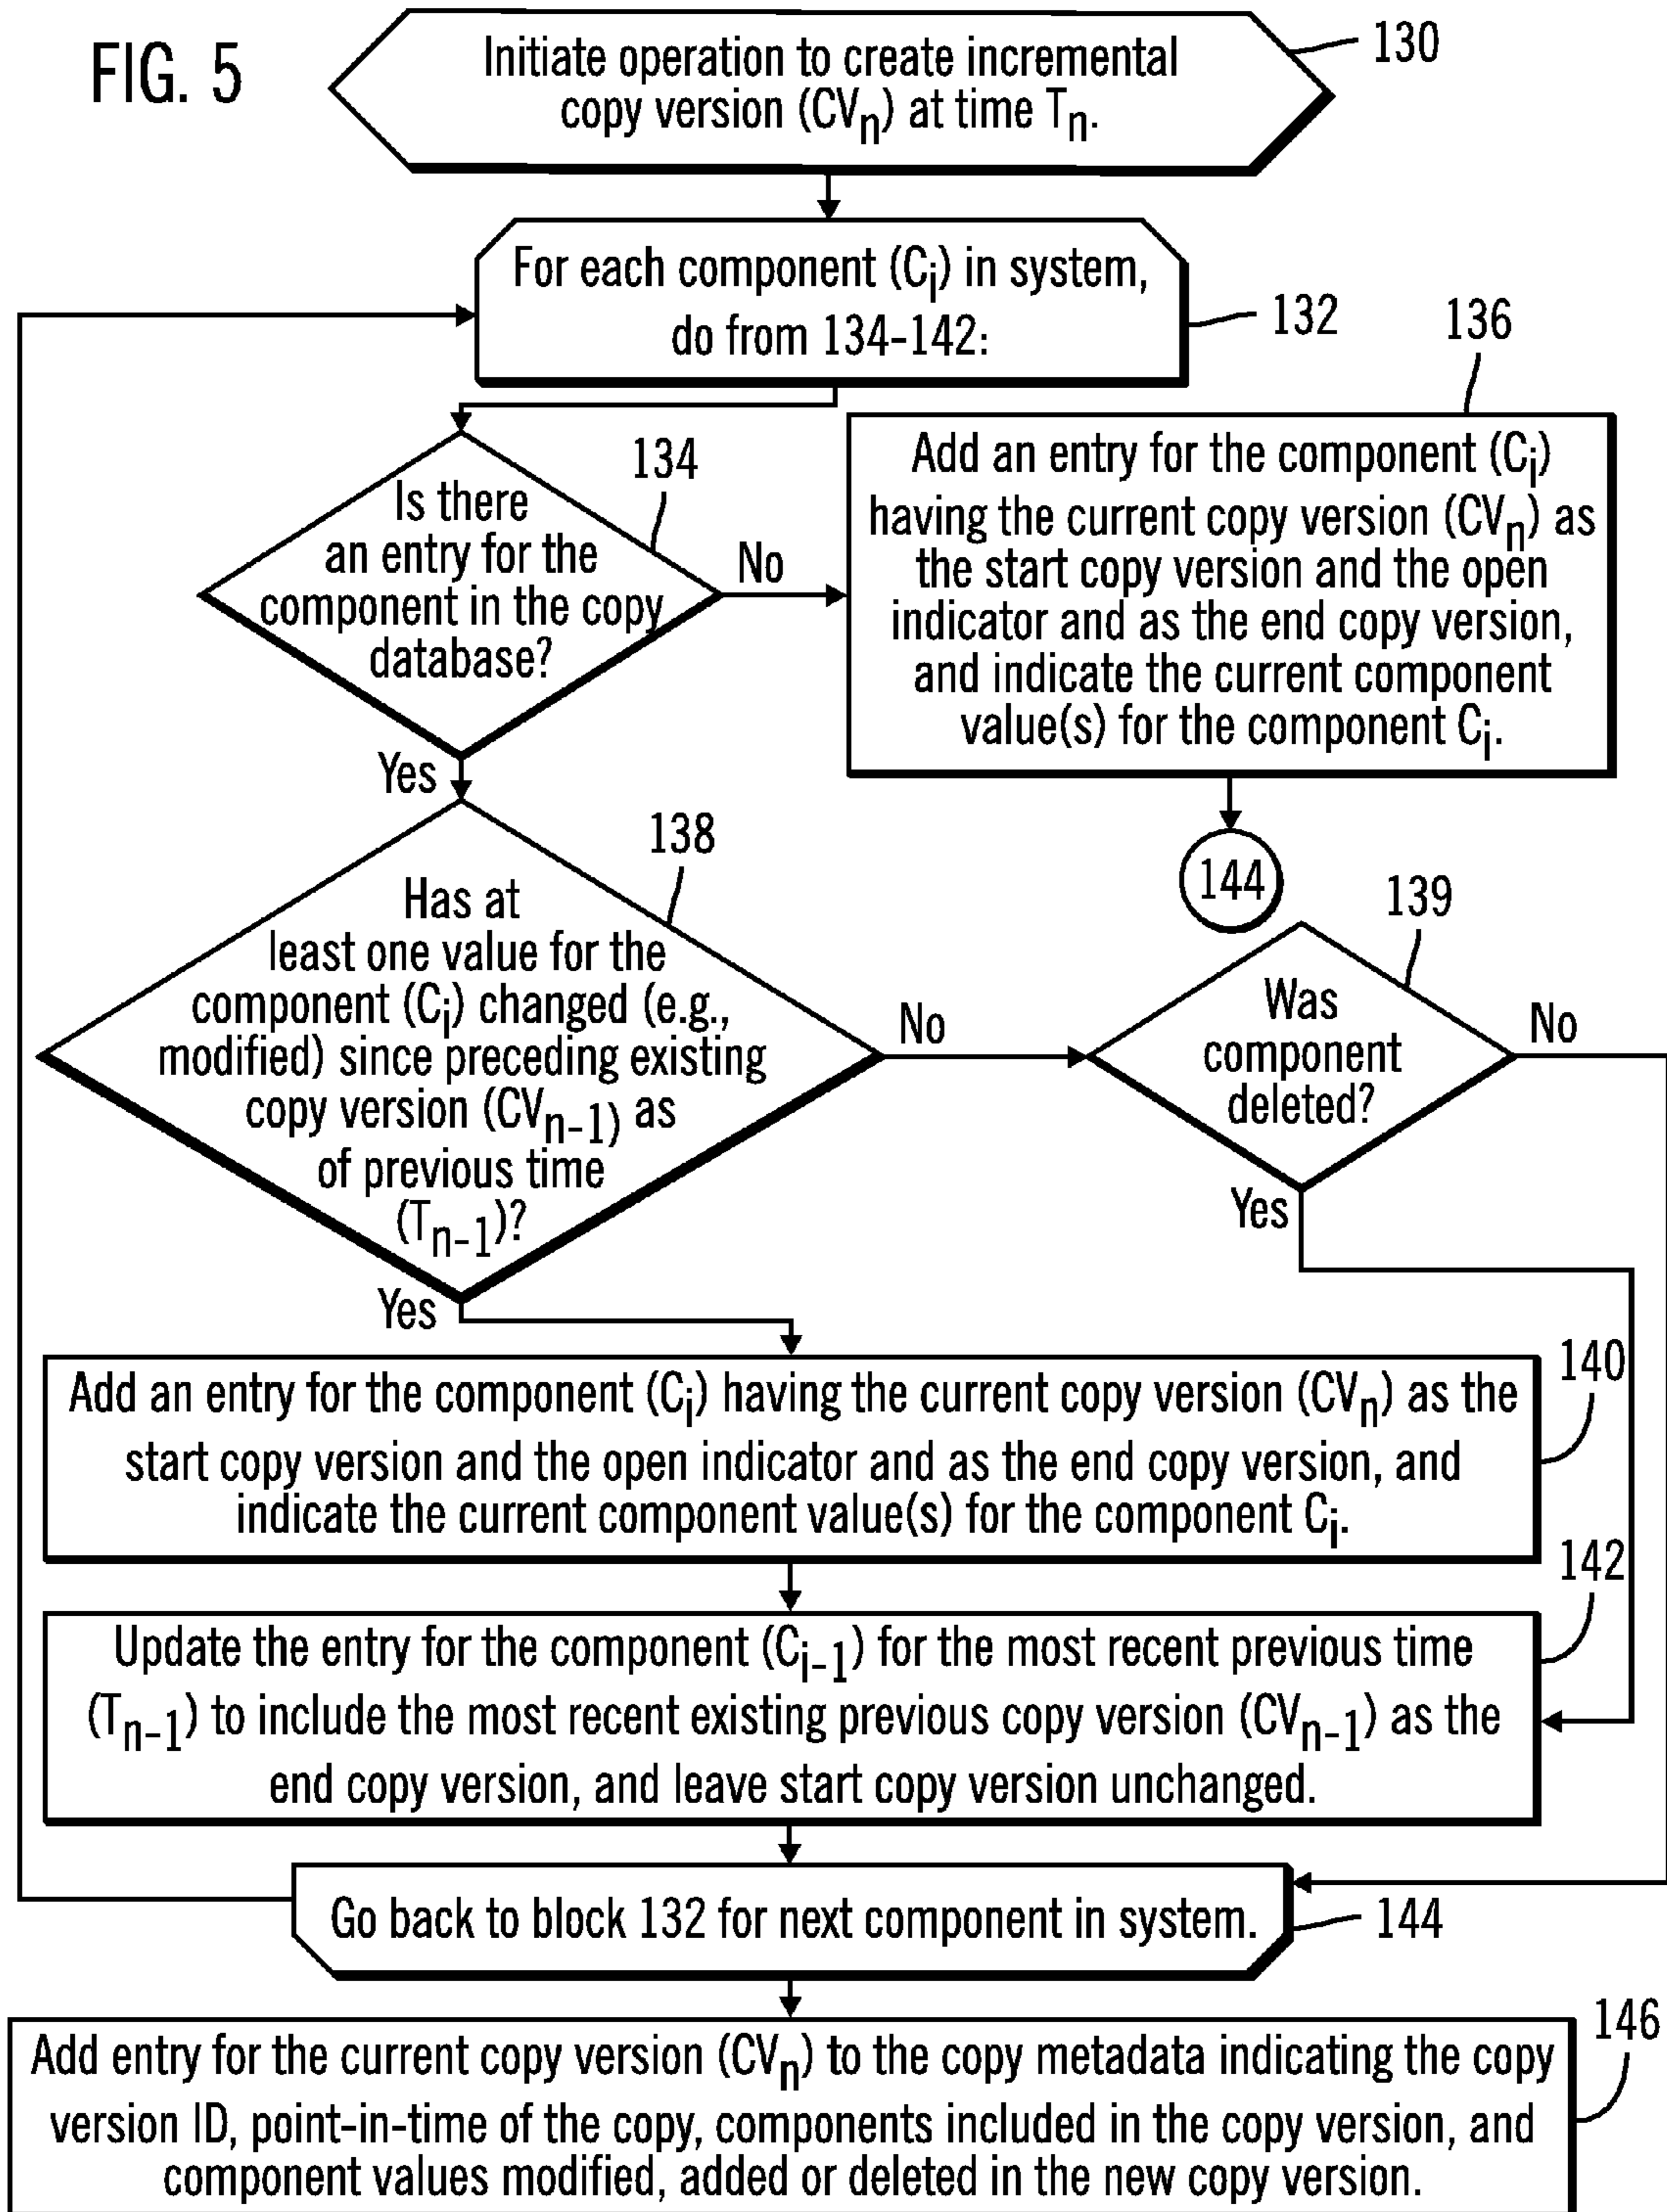 FIG. 5
Initiate operation to create incremental
copy version (CVn) at time Tn.
130
For each component (Ci) in system,
do from 134-142:
132
136
Add an entry for the component (Ci)
having the current copy version (CVn) as
the start copy version and the open
indicator and as the end copy version,
and indicate the current component
value(s) for the component Ci.
134
Is there
an entry for the
component in the copy
database?
No
Yes
144
138
Has at
least one value for the
component (Ci) changed (e.g.,
modified) since preceding existing
copy version (CVn-1) as
of previous time
(Tn-1)?
No
Yes
139
Was
component
deleted?
No
Yes
140
Add an entry for the component (Ci) having the current copy version (CVn) as the
start copy version and the open indicator and as the end copy version, and
indicate the current component value(s) for the component Ci.
142
Update the entry for the component (Ci-1) for the most recent previous time
(Tn-1) to include the most recent existing previous copy version (CVn-1) as the
end copy version, and leave start copy version unchanged.
Go back to block 132 for next component in system.
144
146
Add entry for the current copy version (CVn) to the copy metadata indicating the copy
version ID, point-in-time of the copy, components included in the copy version, and
component values modified, added or deleted in the new copy version.